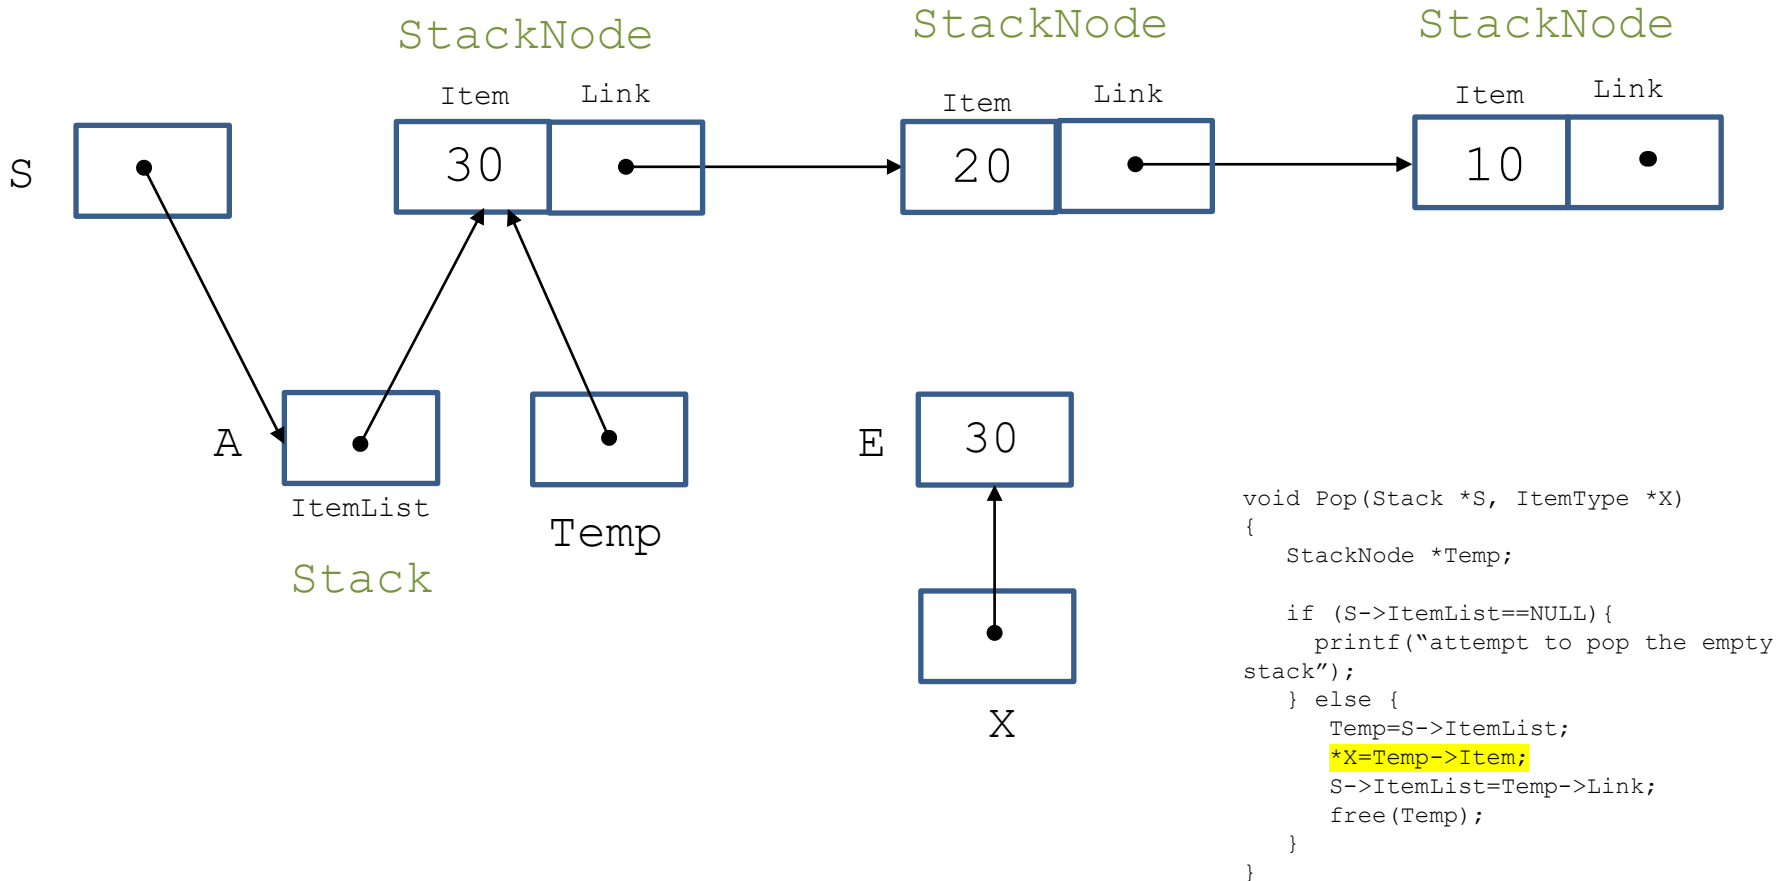 StackNode
StackNode
StackNode
Item Link
Item Link
Item Link
S
30
20
10
A
ItemList
Stack
Temp
E
30
X
void Pop(Stack *S, ItemType *X)
{
StackNode *Temp;
if (S->ItemList==NULL){
printf(“attempt to pop the empty
stack”);
} else {
Temp=S->ItemList;
*X=Temp->Item;
S->ItemList=Temp->Link;
free(Temp);
}
}